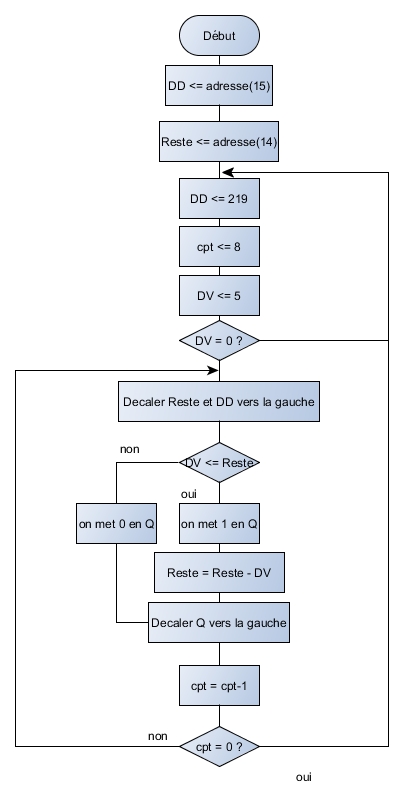 Début
DD <= adresse(15)
Reste <= adresse(14)
DD <= 219
cpt <= 8
DV <= 5
DV = 0 ?
Decaler Reste et DD vers la gauche
non
DV <= Reste
oui
on met 0 en Q
on met 1 en Q
Reste = Reste - DV
Decaler Q vers la gauche
cpt = cpt-1
non
cpt = 0 ?
oui